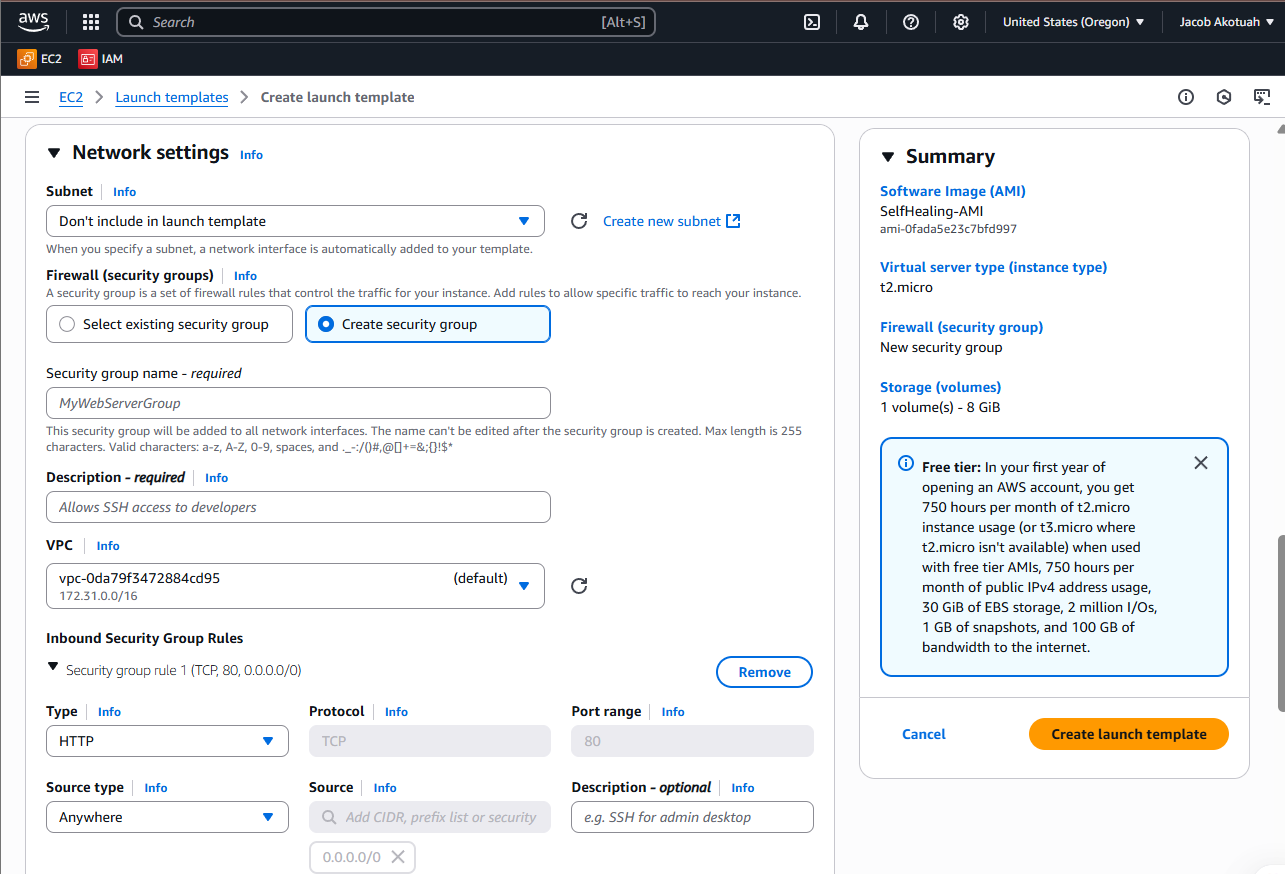 aws
Search [Alt+S]
United States (Oregon)
Jacob Akotuah
EC2
IAM
EC2 > Launch templates > Create launch template
Network settings Info
Subnet Info
Don't include in launch template
Create new subnet
When you specify a subnet, a network interface is automatically added to your template.
Firewall (security groups) Info
A security group is a set of firewall rules that control the traffic for your instance. Add rules to allow specific traffic to reach your instance.
Select existing security group
Create security group
Security group name - required
MyWebServerGroup
This security group will be added to all network interfaces. The name can't be edited after the security group is created. Max length is 255
characters. Valid characters: a-z, A-Z, 0-9, spaces, and ._-:/()#,@[]+=&;{}!$*
Description - required Info
Allows SSH access to developers
VPC Info
vpc-0da79f3472884cd95 (default)
172.31.0.0/16
Inbound Security Group Rules
Security group rule 1 (TCP, 80, 0.0.0.0/0)
Remove
Type Info
Protocol Info
Port range Info
HTTP
TCP
80
Source type Info
Source Info
Description - optional Info
Anywhere
Add CIDR, prefix list or security
e.g. SSH for admin desktop
0.0.0.0/0
Summary
Software Image (AMI)
SelfHealing-AMI
ami-0fada5e23c7bfd997
Virtual server type (instance type)
t2.micro
Firewall (security group)
New security group
Storage (volumes)
1 volume(s) - 8 GiB
Free tier: In your first year of
opening an AWS account, you get
750 hours per month of t2.micro
instance usage (or t3.micro where
t2.micro isn't available) when used
with free tier AMIs, 750 hours per
month of public IPv4 address usage,
30 GiB of EBS storage, 2 million I/Os,
1 GB of snapshots, and 100 GB of
bandwidth to the internet.
Cancel
Create launch template